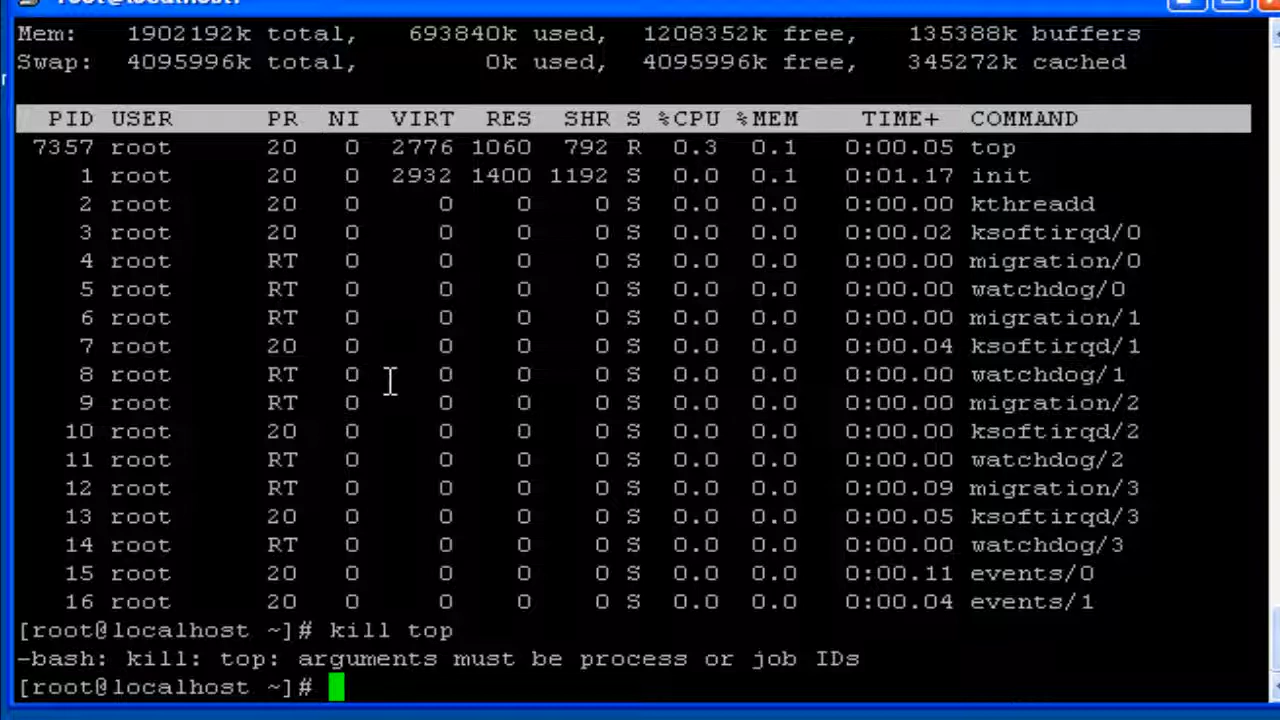 root@localhost:~
Mem: 1902192k total, 693840k used, 1208352k free, 135388k buffers
Swap: 4095996k total, 0k used, 4095996k free, 345272k cached
PID USER PR NI VIRT RES SHR S %CPU %MEM TIME+ COMMAND
7357 root 20 0 2776 1060 792 R 0.3 0.1 0:00.05 top
1 root 20 0 2932 1400 1192 S 0.0 0.1 0:01.17 init
2 root 20 0 0 0 0 S 0.0 0.0 0:00.00 kthreadd
3 root 20 0 0 0 0 S 0.0 0.0 0:00.02 ksoftirqd/0
4 root RT 0 0 0 0 S 0.0 0.0 0:00.00 migration/0
5 root RT 0 0 0 0 S 0.0 0.0 0:00.00 watchdog/0
6 root RT 0 0 0 0 S 0.0 0.0 0:00.00 migration/1
7 root 20 0 0 0 0 S 0.0 0.0 0:00.04 ksoftirqd/1
8 root RT 0 0 0 0 S 0.0 0.0 0:00.00 watchdog/1
9 root RT 0 0 0 0 S 0.0 0.0 0:00.00 migration/2
10 root 20 0 0 0 0 S 0.0 0.0 0:00.00 ksoftirqd/2
11 root RT 0 0 0 0 S 0.0 0.0 0:00.00 watchdog/2
12 root RT 0 0 0 0 S 0.0 0.0 0:00.09 migration/3
13 root 20 0 0 0 0 S 0.0 0.0 0:00.05 ksoftirqd/3
14 root RT 0 0 0 0 S 0.0 0.0 0:00.00 watchdog/3
15 root 20 0 0 0 0 S 0.0 0.0 0:00.11 events/0
16 root 20 0 0 0 0 S 0.0 0.0 0:00.04 events/1
[root@localhost ~]# kill top
-bash: kill: top: arguments must be process or job IDs
[root@localhost ~]#